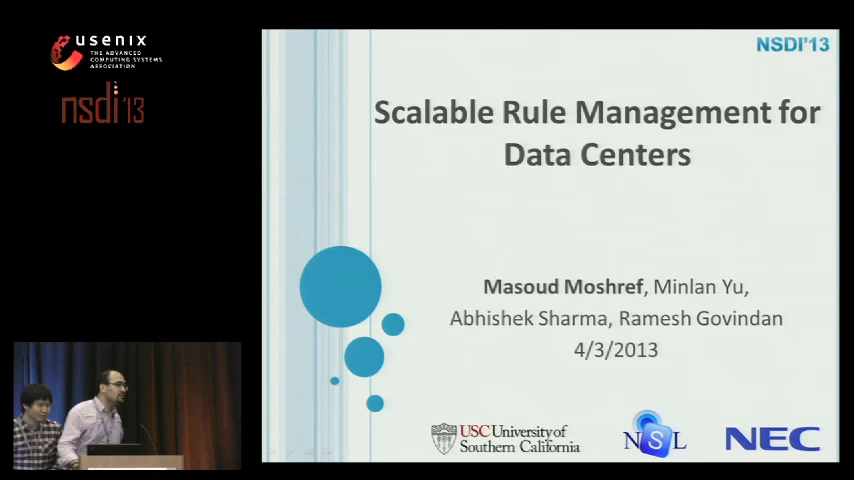 usenix
THE ADVANCED
COMPUTING SYSTEMS
ASSOCIATION
nsdi '13
NSDI'13
Scalable Rule Management for
Data Centers
Masoud Moshref, Minlan Yu,
Abhishek Sharma, Ramesh Govindan
4/3/2013
USC University of
Southern California
NSL
NEC